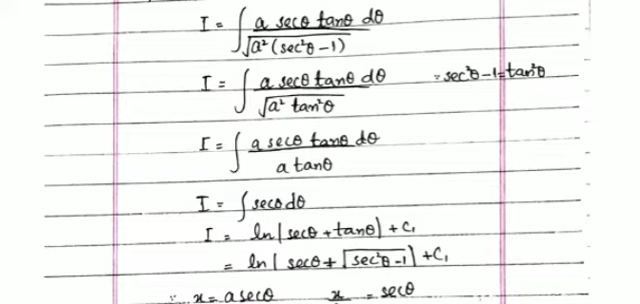 I = ∫ a secθ tanθ dθ / √a² (sec²θ − 1)
I = ∫ a secθ tanθ dθ / √a² tan²θ ∵ sec²θ − 1 = tan²θ
I = ∫ a secθ tanθ dθ / a tanθ
I = ∫ secθ dθ
I = ln|secθ + tanθ| + C₁
= ln|secθ + √sec²θ − 1| + C₁
∵ x = a secθ x/ = secθ